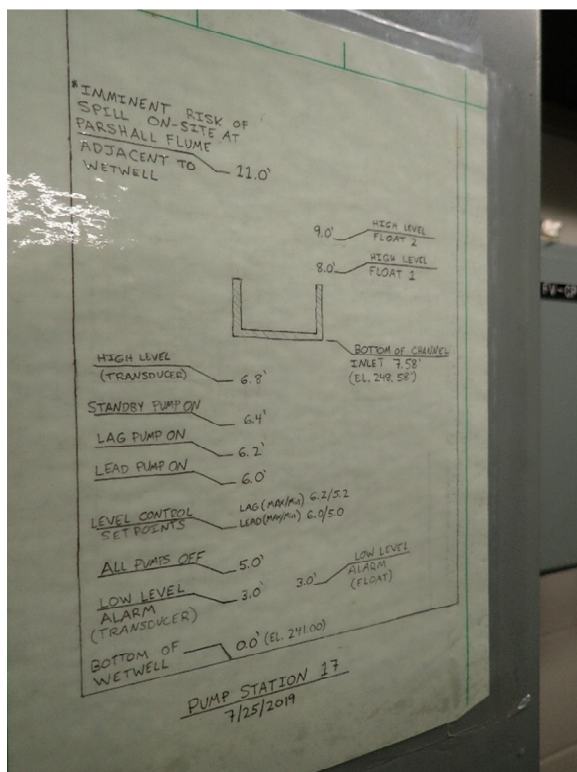 *IMMINENT RISK OF
SPILL ON-SITE AT
PARSHALL FLUME
ADJACENT TO
WETWELL
11.0'
9.0'
HIGH LEVEL
FLOAT 2
8.0'
HIGH LEVEL
FLOAT 1
BOTTOM OF CHANNEL
INLET 7.58'
(EL. 248.58')
HIGH LEVEL
(TRANSDUCER)
6.8'
STANDBY PUMP ON
6.4'
LAG PUMP ON
6.2'
LEAD PUMP ON
6.0'
LEVEL CONTROL
SETPOINTS
LAG (MAX/MIN) 6.2/5.2
LEAD (MAX/MIN) 6.0/5.0
ALL PUMPS OFF
5.0'
LOW LEVEL
ALARM
(TRANSDUCER)
3.0'
3.0'
LOW LEVEL
ALARM
(FLOAT)
BOTTOM OF
WETWELL
0.0' (EL. 241.00)
PUMP STATION 17
7/25/2019